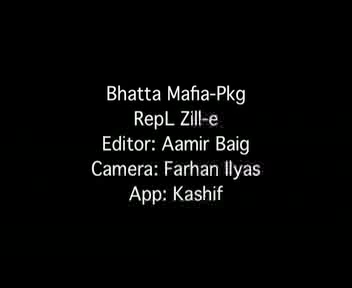 Bhatta Mafia-Pkg
RepL Zill-e
Editor: Aamir Baig
Camera: Farhan Ilyas
App: Kashif